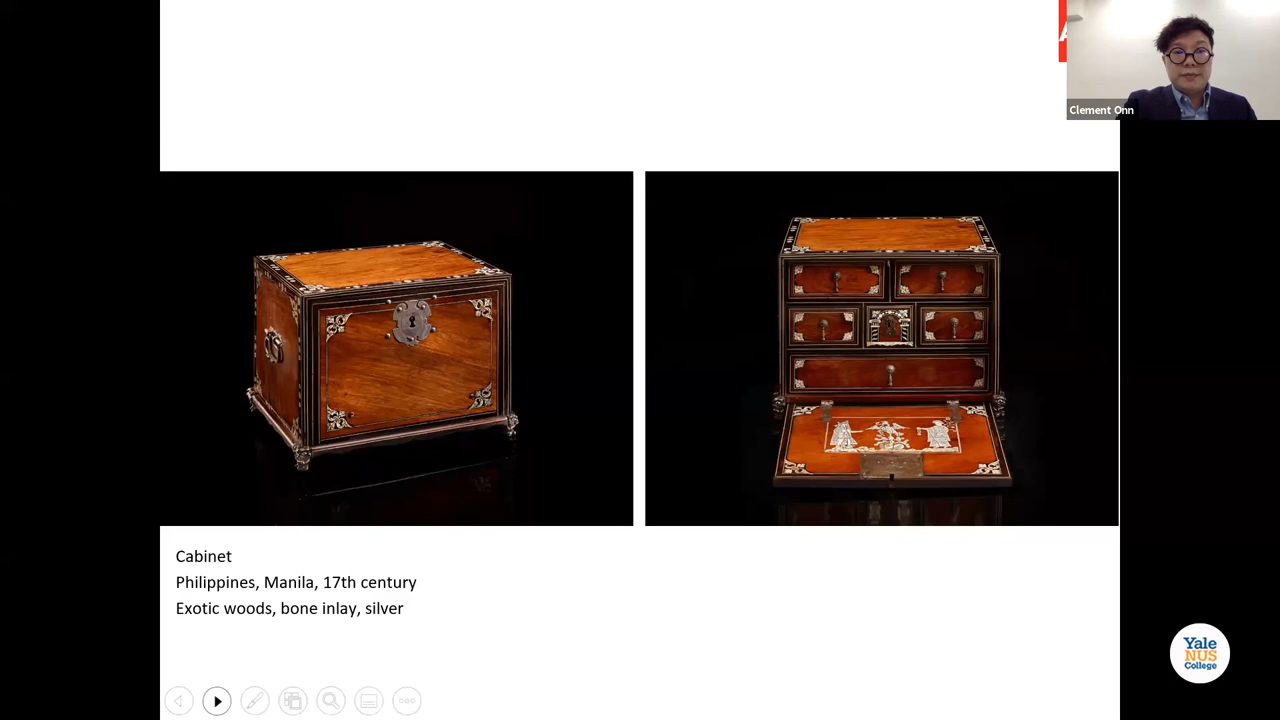 Clement Onn
Cabinet
Philippines, Manila, 17th century
Exotic woods, bone inlay, silver
Yale
NUS
College